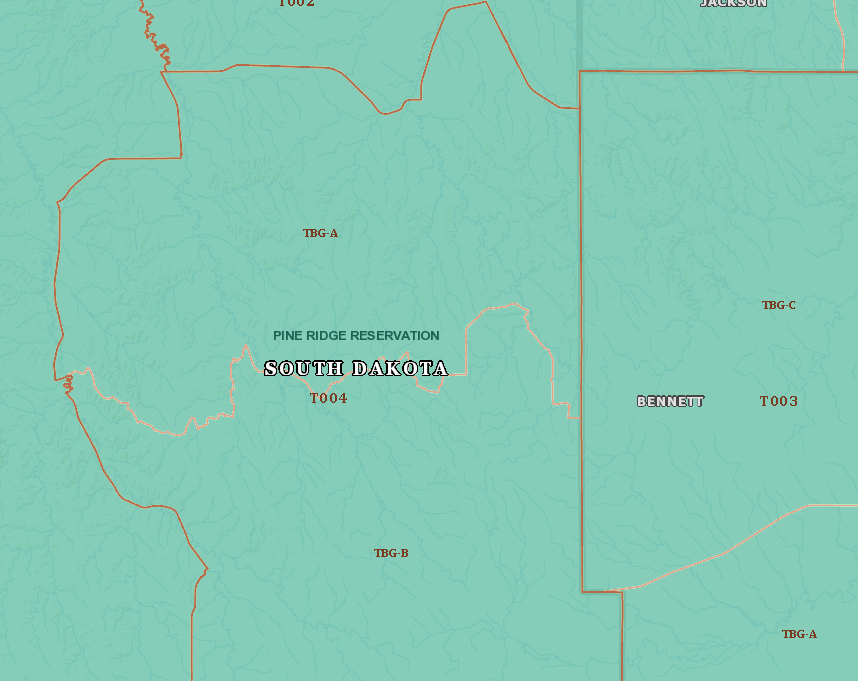 T002
JACKSON
TBG-A
TBG-C
PINE RIDGE RESERVATION
SOUTH DAKOTA
T004
BENNETT
T003
TBG-B
TBG-A